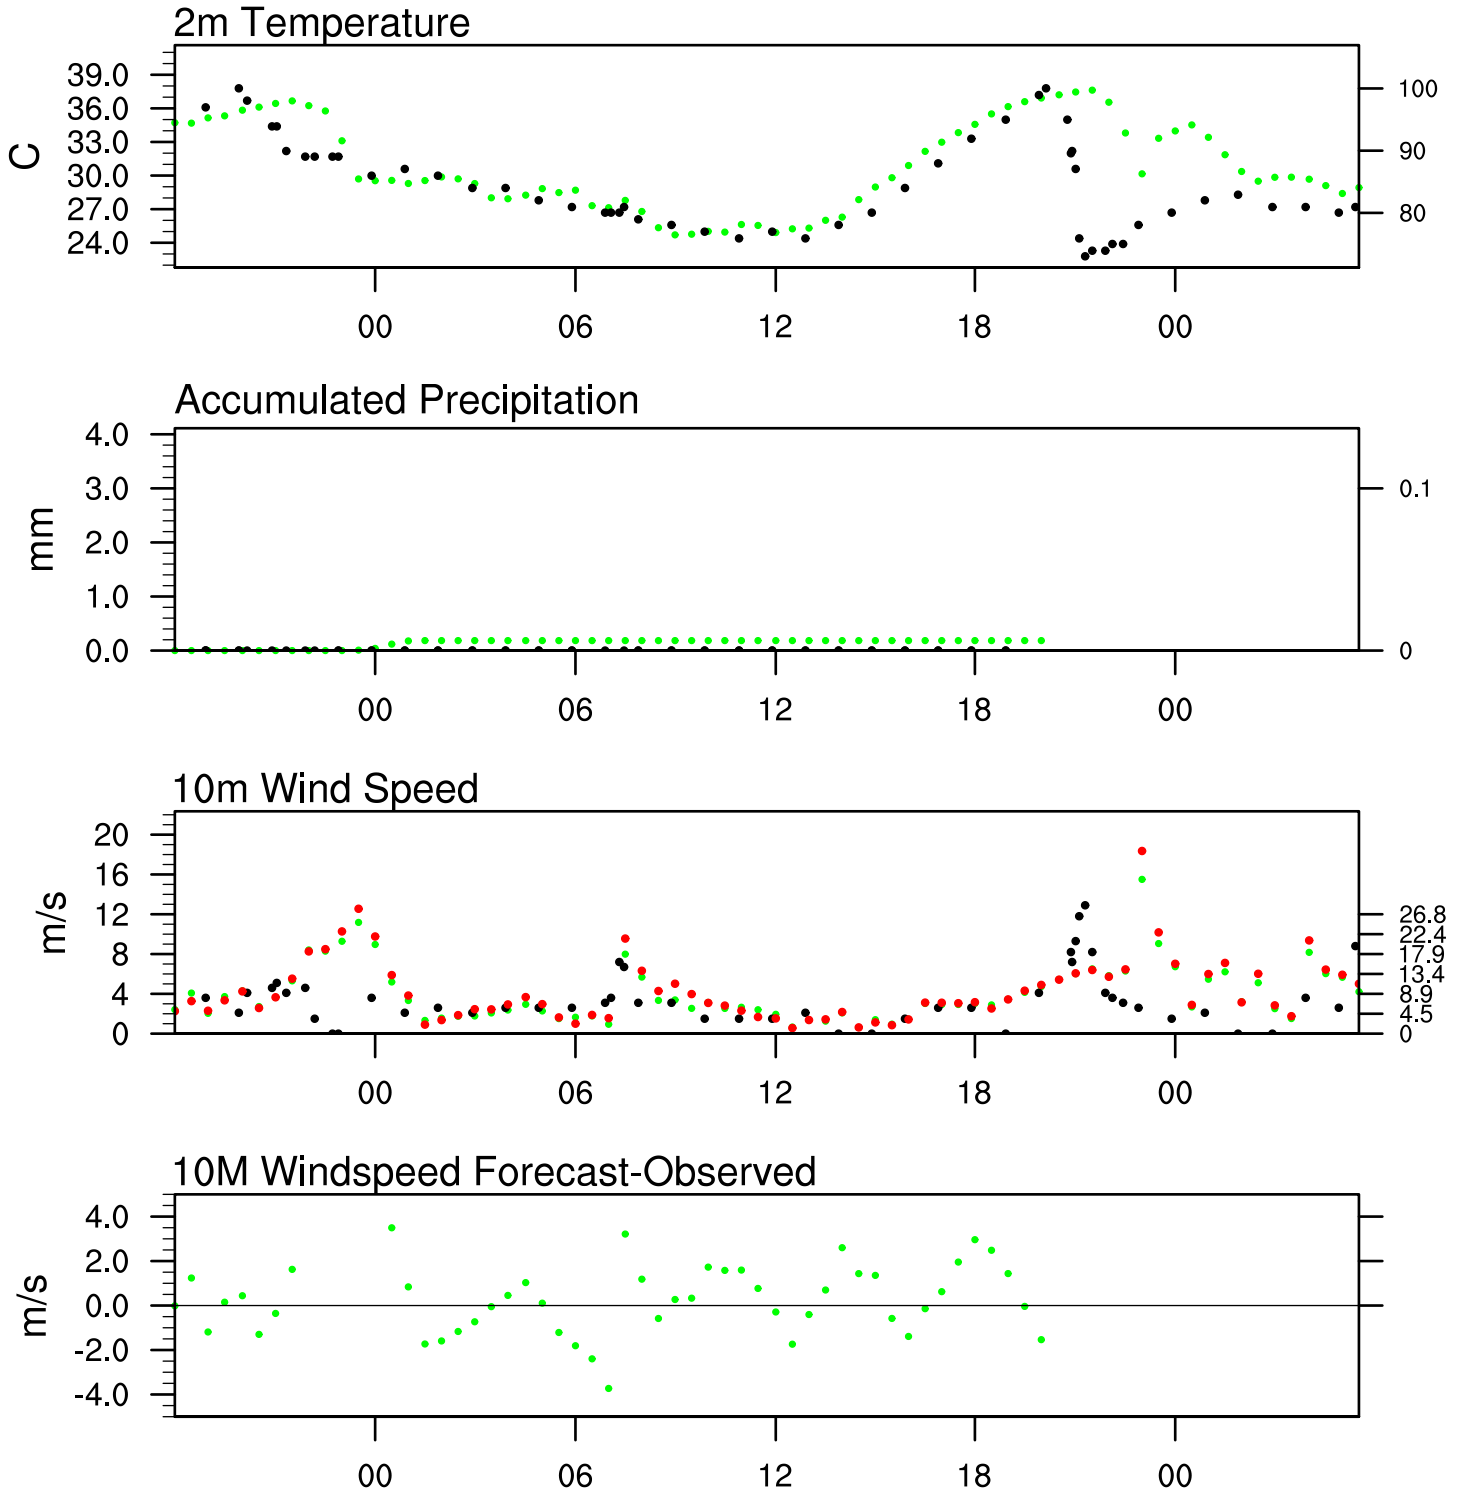 2m Temperature
C
39.0
36.0
33.0
30.0
27.0
24.0
100
90
80
00 06 12 18 00
Accumulated Precipitation
mm
4.0
3.0
2.0
1.0
0.0
0.1
0
00 06 12 18 00
10m Wind Speed
m/s
20
16
12
8
4
0
26.8
22.4
17.9
13.4
8.9
4.5
0
00 06 12 18 00
10M Windspeed Forecast-Observed
m/s
4.0
2.0
0.0
-2.0
-4.0
00 06 12 18 00